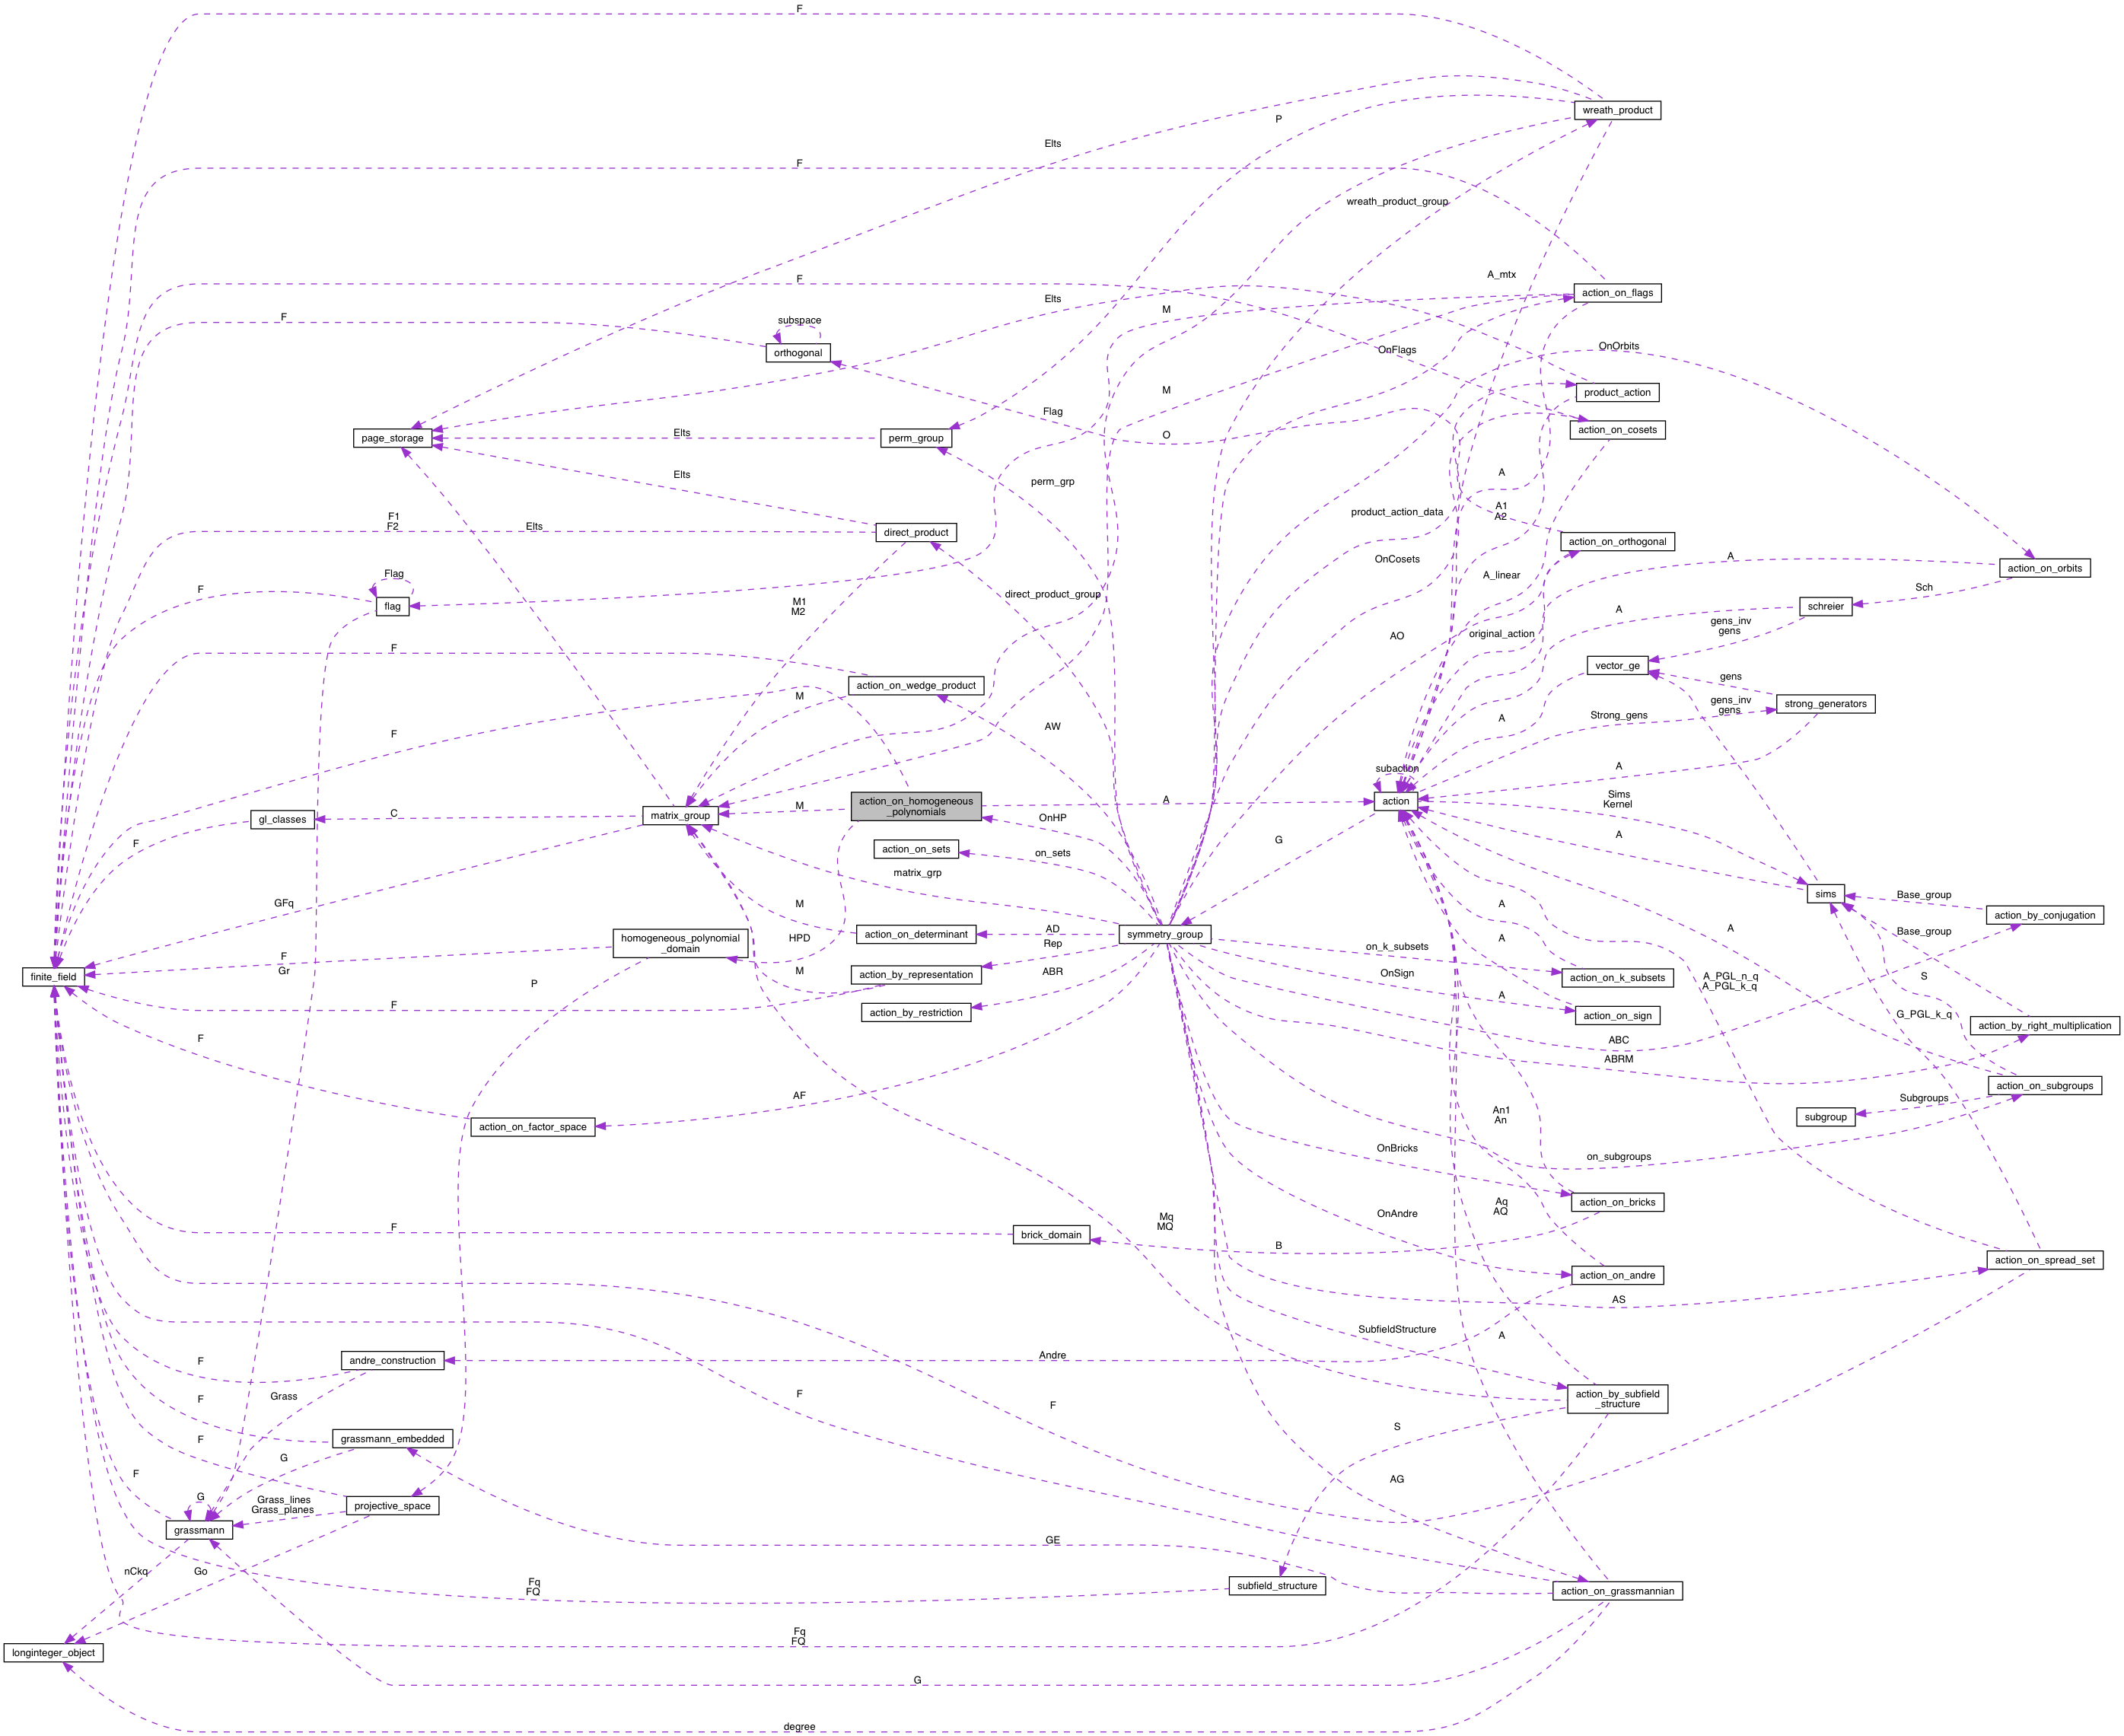 F
wreath_product
P
Elts
F
wreath_product_group
A_mtx
F
action_on_flags
Elts
M
F
subspace
OnFlags
OnOrbits
orthogonal
M
product_action
Flag
action_on_cosets
page_storage
Elts
perm_group
O
Elts
perm_grp
A
A1
A2
product_action_data
F1
F2
Elts
direct_product
action_on_orthogonal
OnCosets
A
action_on_orbits
Flag
A_linear
Sch
F
flag
direct_product_group
M1
M2
schreier
A
gens_inv
gens
original_action
AO
F
vector_ge
action_on_wedge_product
gens
M
strong_generators
gens_inv
gens
Strong_gens
A
AW
F
subaction
A
action_on_homogeneous
_polynomials
A
action
Sims
Kernel
M
matrix_group
C
gl_classes
OnHP
A
G
F
action_on_sets
on_sets
matrix_grp
sims
Base_group
GFq
action_by_conjugation
M
action_on_determinant
AD
symmetry_group
A
Base_group
A
homogeneous_polynomial
_domain
HPD
Rep
on_k_subsets
A
F
Gr
finite_field
M
action_by_representation
ABR
OnSign
action_on_k_subsets
A_PGL_n_q
A_PGL_k_q
S
P
F
action_by_restriction
A
action_on_sign
G_PGL_k_q
action_by_right_multiplication
F
ABC
ABRM
AF
action_on_subgroups
Subgroups
subgroup
An1
An
action_on_factor_space
OnBricks
on_subgroups
action_on_bricks
Aq
AQ
OnAndre
Mq
MQ
F
brick_domain
B
action_on_spread_set
action_on_andre
AS
SubfieldStructure
A
F
andre_construction
Andre
Grass
F
F
F
action_by_subfield
_structure
S
F
grassmann_embedded
G
F
AG
G
Grass_lines
Grass_planes
projective_space
grassmann
GE
nCkq
Go
Fq
FQ
subfield_structure
action_on_grassmannian
Fq
FQ
longinteger_object
G
degree